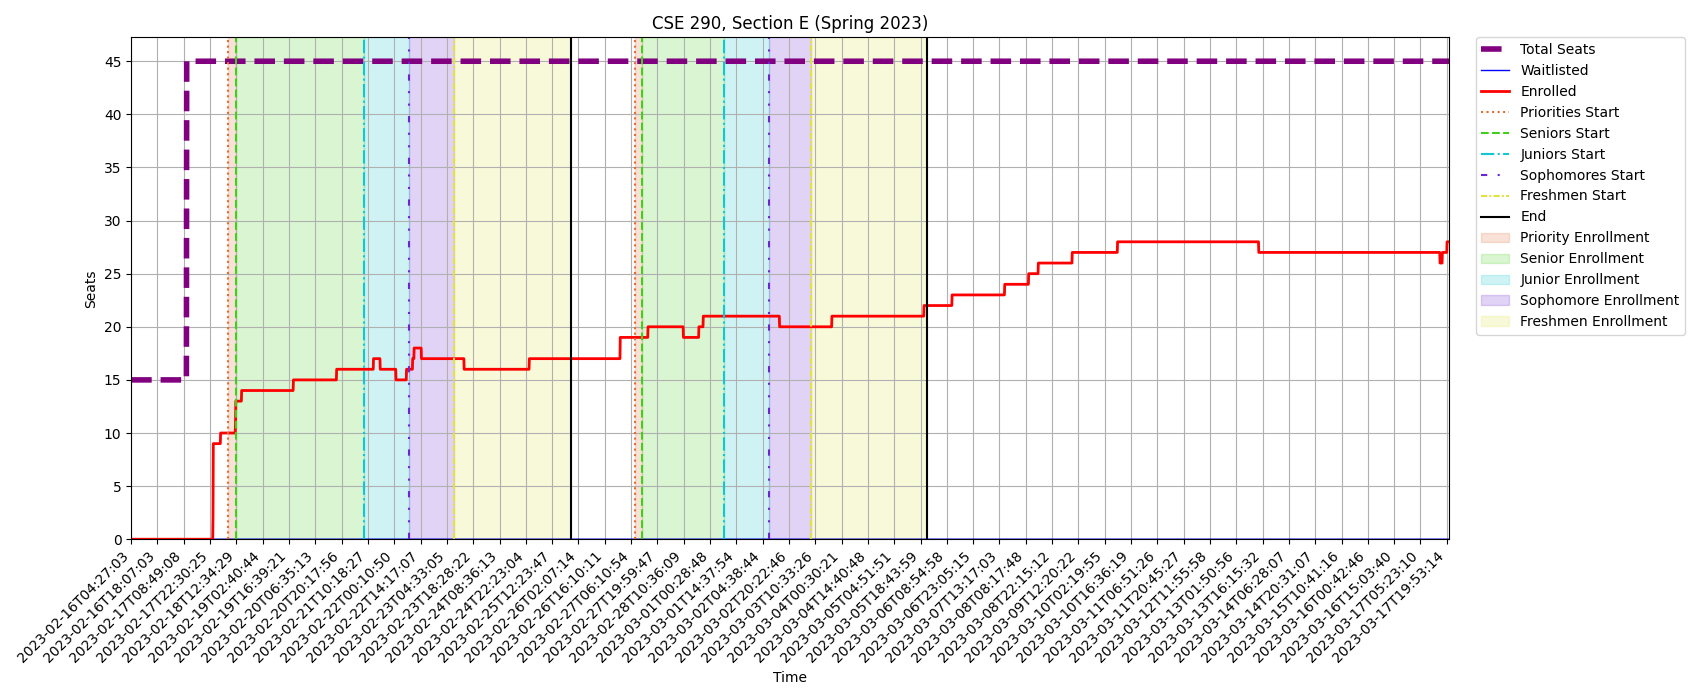 CSE 290, Section E (Spring 2023)
Seats
45
40
35
30
25
20
15
10
5
0
2023-02-16T04:27:03
2023-02-16T18:07:03
2023-02-17T08:49:08
2023-02-17T22:30:25
2023-02-18T12:34:29
2023-02-19T02:40:44
2023-02-19T16:39:21
2023-02-20T06:35:13
2023-02-20T20:17:56
2023-02-21T10:18:27
2023-02-22T00:10:50
2023-02-22T14:17:07
2023-02-23T04:33:05
2023-02-23T18:28:22
2023-02-24T08:36:13
2023-02-24T22:23:04
2023-02-25T12:23:47
2023-02-26T02:07:14
2023-02-26T16:10:11
2023-02-27T06:10:54
2023-02-27T19:59:47
2023-02-28T10:36:09
2023-03-01T00:28:48
2023-03-01T14:37:54
2023-03-02T04:38:44
2023-03-02T20:22:46
2023-03-03T10:33:26
2023-03-04T00:30:21
2023-03-04T14:40:48
2023-03-05T04:51:51
2023-03-05T18:43:59
2023-03-06T08:54:58
2023-03-06T23:05:15
2023-03-07T13:17:03
2023-03-08T08:17:48
2023-03-08T22:15:12
2023-03-09T12:20:22
2023-03-10T02:19:55
2023-03-10T16:36:19
2023-03-11T06:51:26
2023-03-11T20:45:27
2023-03-12T11:55:58
2023-03-13T01:50:56
2023-03-13T16:15:32
2023-03-14T06:28:07
2023-03-14T20:31:07
2023-03-15T10:41:16
2023-03-16T00:42:46
2023-03-16T15:03:40
2023-03-17T05:23:10
2023-03-17T19:53:14
Time
Total Seats
Waitlisted
Enrolled
Priorities Start
Seniors Start
Juniors Start
Sophomores Start
Freshmen Start
End
Priority Enrollment
Senior Enrollment
Junior Enrollment
Sophomore Enrollment
Freshmen Enrollment